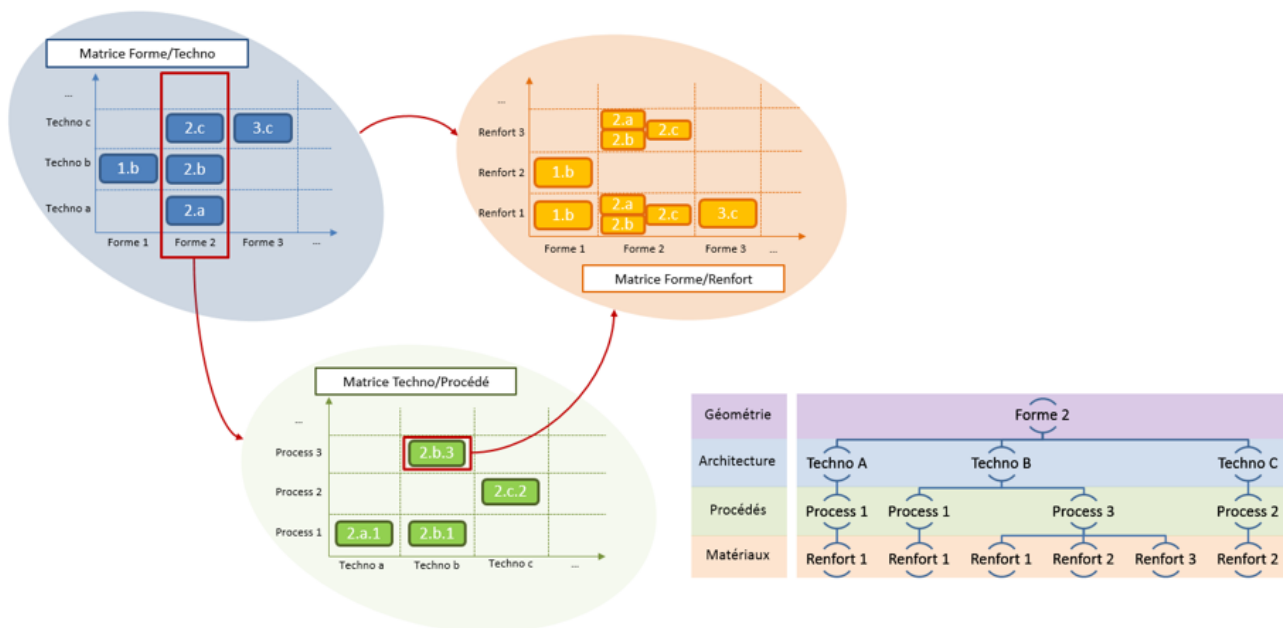 Matrice Forme/Techno
...
Techno c
2.c
3.c
Techno b
1.b
2.b
Techno a
2.a
Forme 1
Forme 2
Forme 3
...
...
Renfort 3
2.a
2.b
2.c
Renfort 2
1.b
Renfort 1
1.b
2.a
2.b
2.c
3.c
Forme 1
Forme 2
Forme 3
...
Matrice Forme/Renfort
Matrice Techno/Procédé
...
Process 3
2.b.3
Process 2
2.c.2
Process 1
2.a.1
2.b.1
Techno a
Techno b
Techno c
...
Géométrie
Forme 2
Architecture
Techno A
Techno B
Techno C
Procédés
Process 1
Process 1
Process 3
Process 2
Matériaux
Renfort 1
Renfort 1
Renfort 1
Renfort 2
Renfort 3
Renfort 2